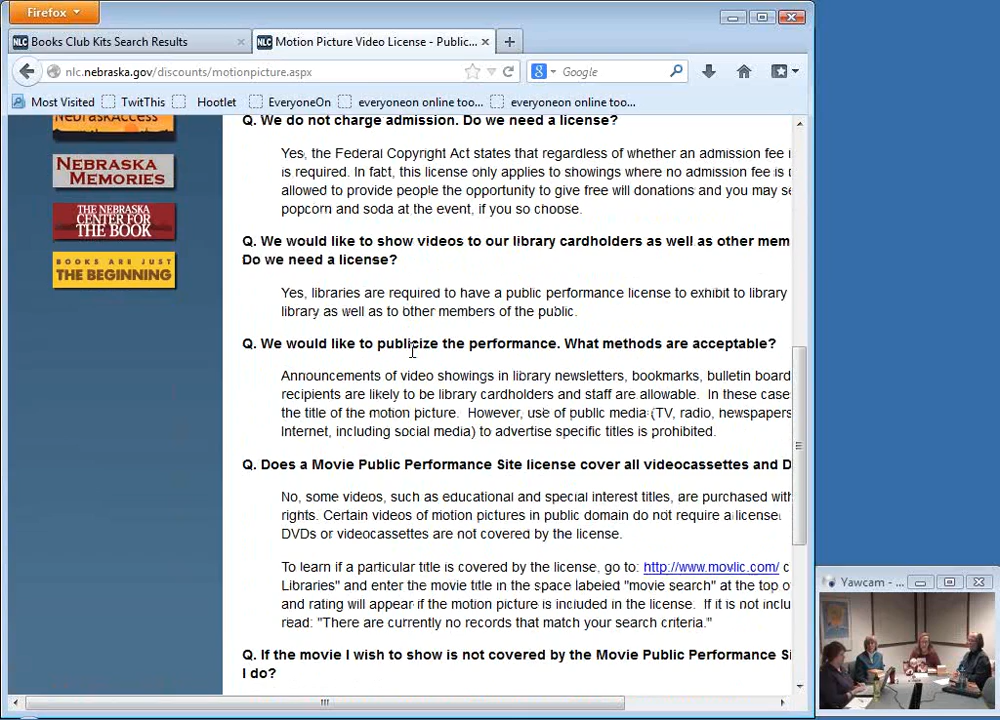 Firefox
Books Club Kits Search Results
Motion Picture Video License - Public...
nlc.nebraska.gov/discounts/motionpicture.aspx
Google
Most Visited
TwitThis
Hootlet
EveryoneOn
everyoneon online too...
everyoneon online too...
NebraskAccess
NEBRASKA
MEMORIES
THE NEBRASKA
CENTER FOR
THE BOOK
BOOKS ARE JUST
THE BEGINNING
Q. We do not charge admission. Do we need a license?
Yes, the Federal Copyright Act states that regardless of whether an admission fee i
is required. In fact, this license only applies to showings where no admission fee is
allowed to provide people the opportunity to give free will donations and you may se
popcorn and soda at the event, if you so choose.
Q. We would like to show videos to our library cardholders as well as other mem
Do we need a license?
Yes, libraries are required to have a public performance license to exhibit to library
library as well as to other members of the public.
Q. We would like to publicize the performance. What methods are acceptable?
Announcements of video showings in library newsletters, bookmarks, bulletin board
recipients are likely to be library cardholders and staff are allowable. In these case
the title of the motion picture. However, use of public media (TV, radio, newspapers
Internet, including social media) to advertise specific titles is prohibited.
Q. Does a Movie Public Performance Site license cover all videocassettes and D
No, some videos, such as educational and special interest titles, are purchased with
rights. Certain videos of motion pictures in public domain do not require a license.
DVDs or videocassettes are not covered by the license.
To learn if a particular title is covered by the license, go to: http://www.movlic.com/ c
Libraries" and enter the movie title in the space labeled "movie search" at the top o
and rating will appear if the motion picture is included in the license. If it is not inclu
read: "There are currently no records that match your search criteria."
Q. If the movie I wish to show is not covered by the Movie Public Performance Si
I do?
Yawcam - ...